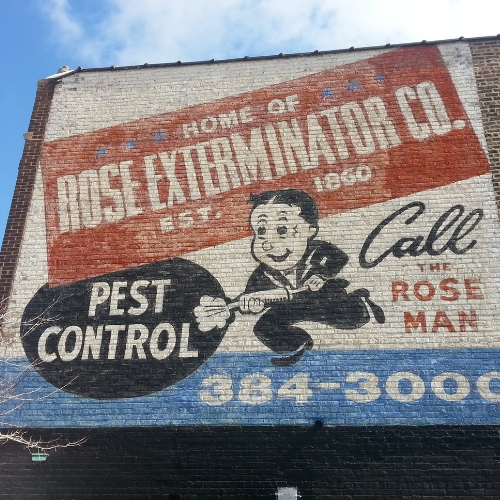 HOME OF
ROSE EXTERMINATOR CO.
EST. 1860
PEST
CONTROL
Call
THE
ROSE
MAN
384-3000